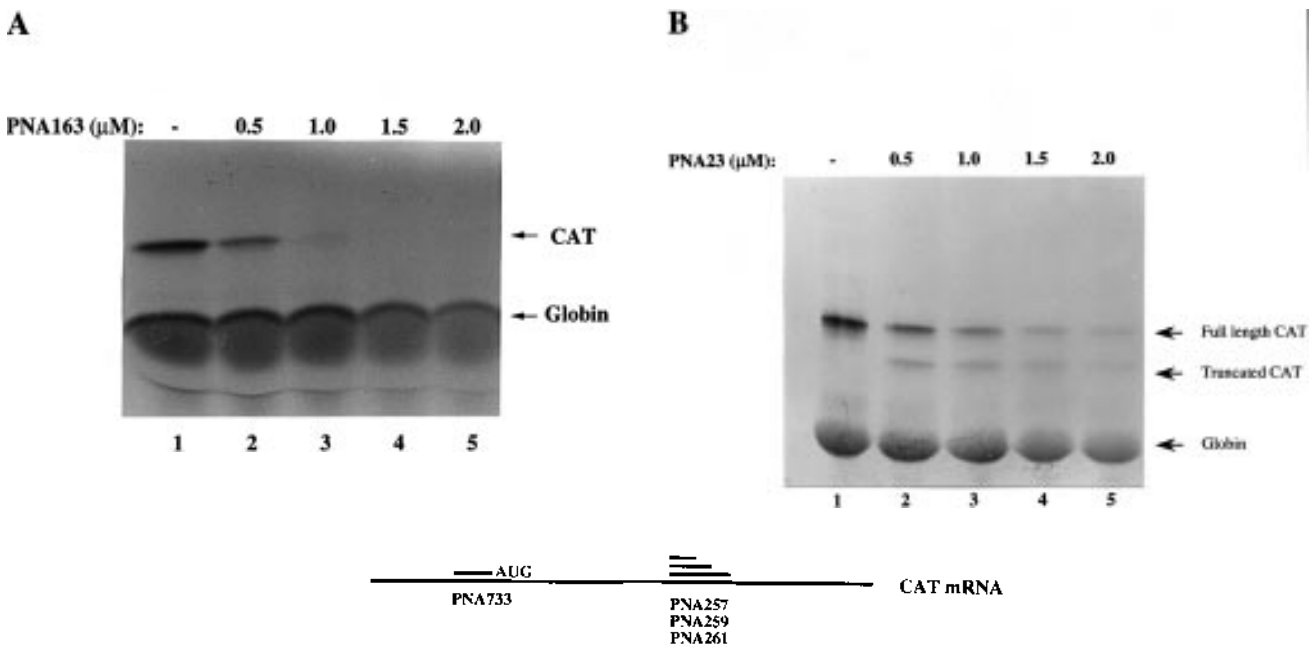 A
PNA163 (μM): - 0.5 1.0 1.5 2.0
CAT
Globin
1 2 3 4 5
B
PNA23 (μM): - 0.5 1.0 1.5 2.0
Full length CAT
Truncated CAT
Globin
1 2 3 4 5
AUG
CAT mRNA
PNA733
PNA257
PNA259
PNA261